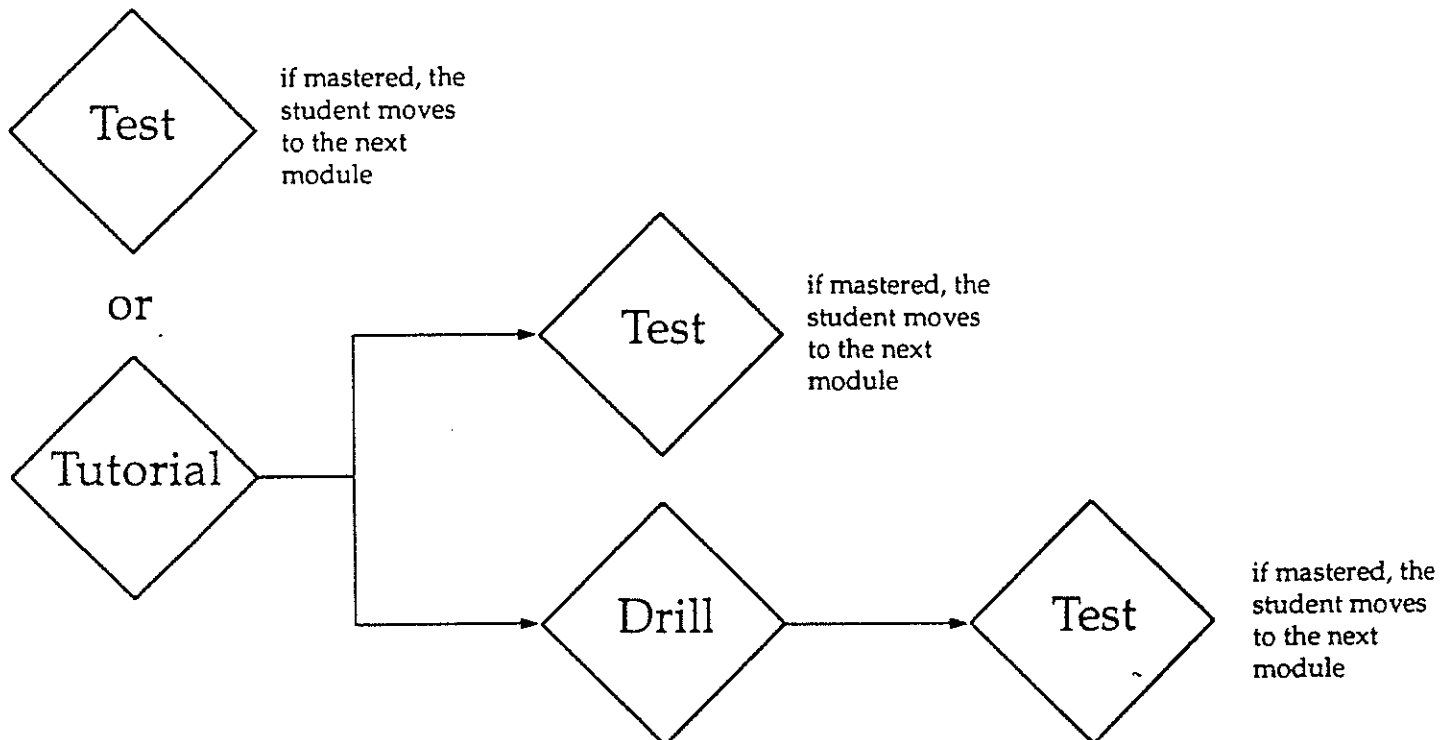 Test
if mastered, the
student moves
to the next
module
or
Test
if mastered, the
student moves
to the next
module
Tutorial
Drill
Test
if mastered, the
student moves
to the next
module